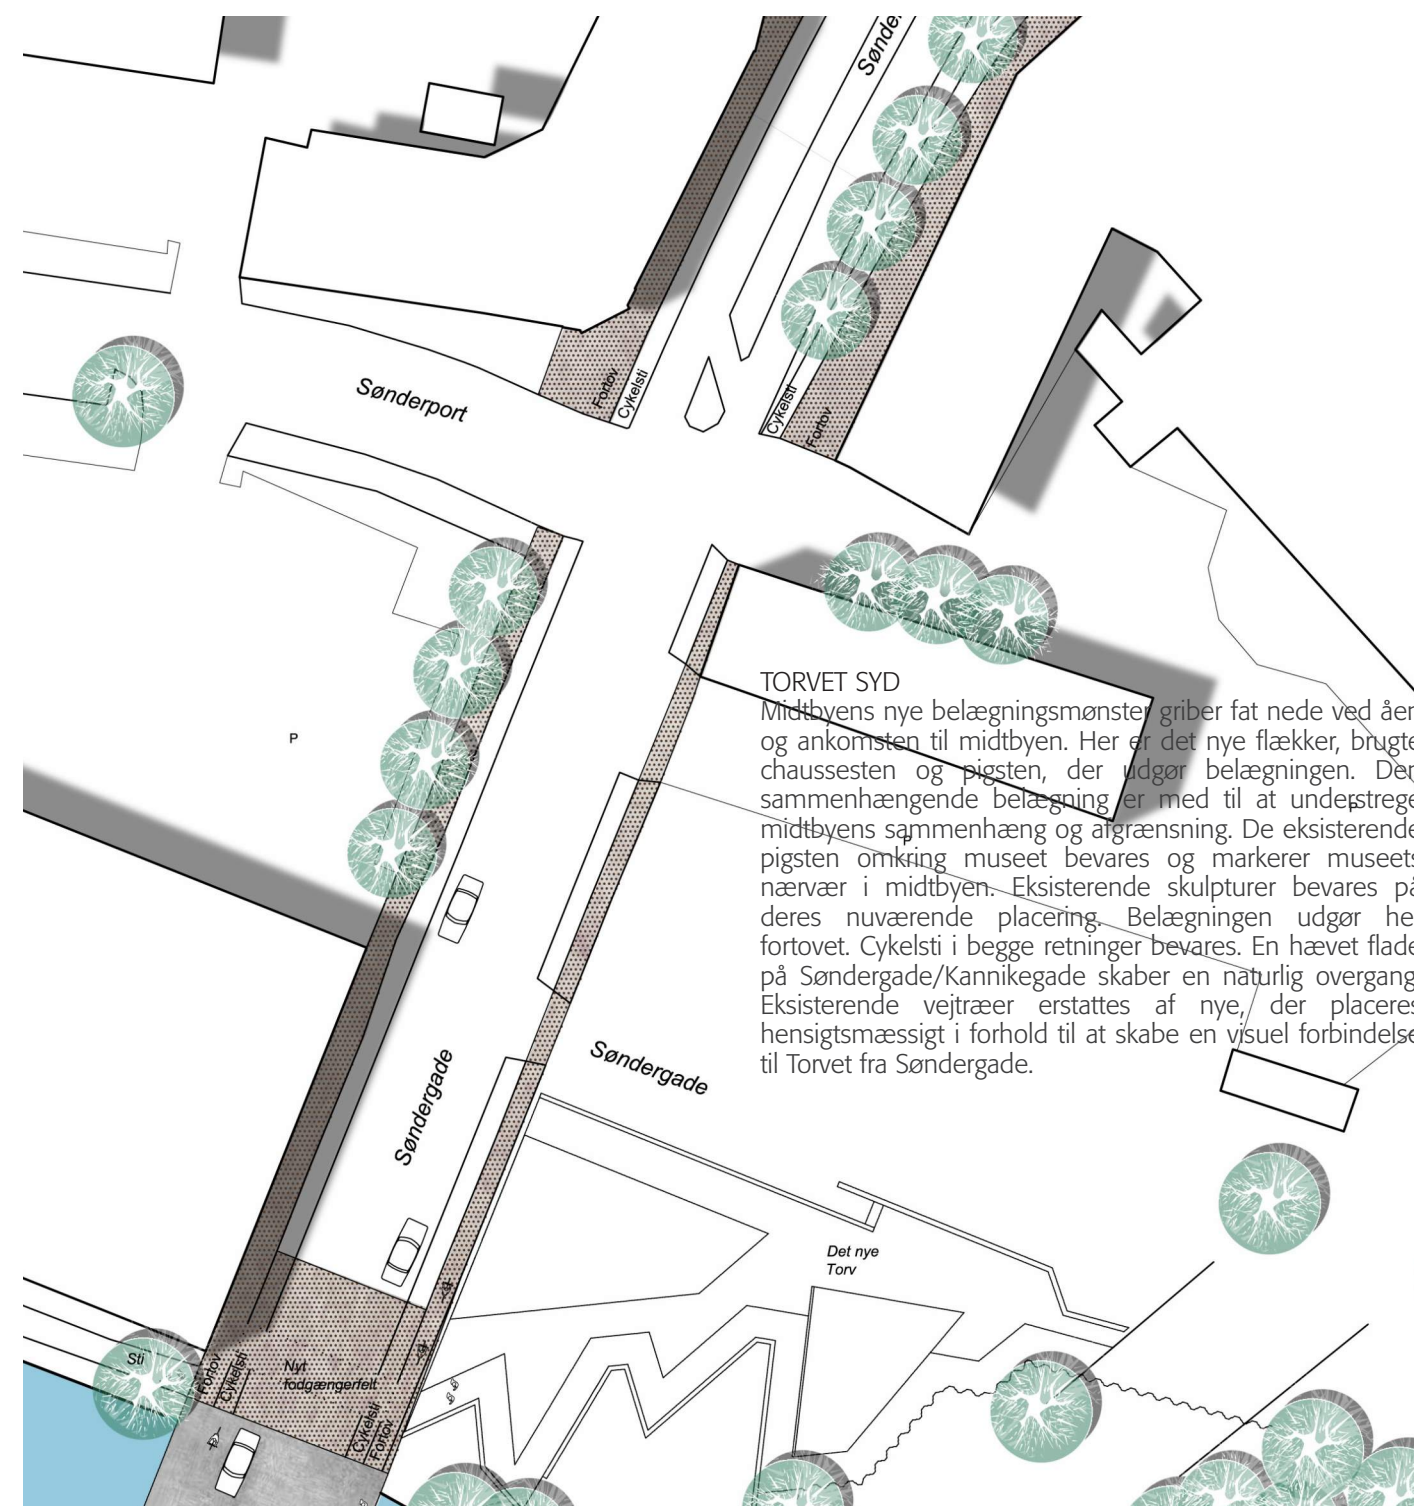 Sønder
Fortov
Cykelsti
Sønderport
Cykelsti
Fortov
P
TORVET SYD
Midtbyens nye belægningsmønster griber fat nede ved åen
og ankomsten til midtbyen. Her er det nye flækker, brugte
chaussesten og pigsten, der udgør belægningen. Den
sammenhængende belægning er med til at understrege
midtbyens sammenhæng og afgrænsning. De eksisterende
pigsten omkring museet bevares og markerer museets
nærvær i midtbyen. Eksisterende skulpturer bevares på
deres nuværende placering. Belægningen udgør he
fortovet. Cykelsti i begge retninger bevares. En hævet flade
på Søndergade/Kannikegade skaber en naturlig overgang
Eksisterende vejtræer erstattes af nye, der placeres
hensigtsmæssigt i forhold til at skabe en visuel forbindelse
til Torvet fra Søndergade.
P
P
Søndergade
Søndergade
Det nye
Torv
Sti
Fortov
Cykelsti
Nyt
fodgængerfelt
Cykelsti
Fortov